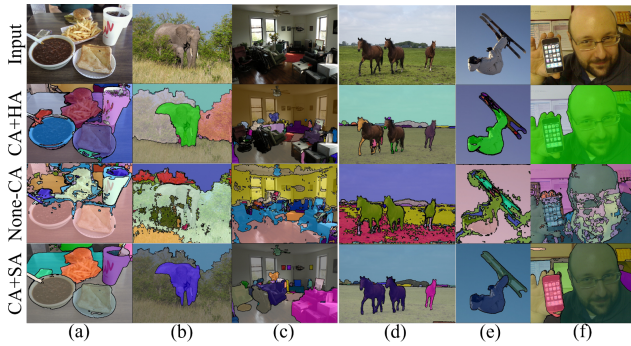 Input
CA+HA
None-CA
CA+SA
(a) (b) (c) (d) (e) (f)